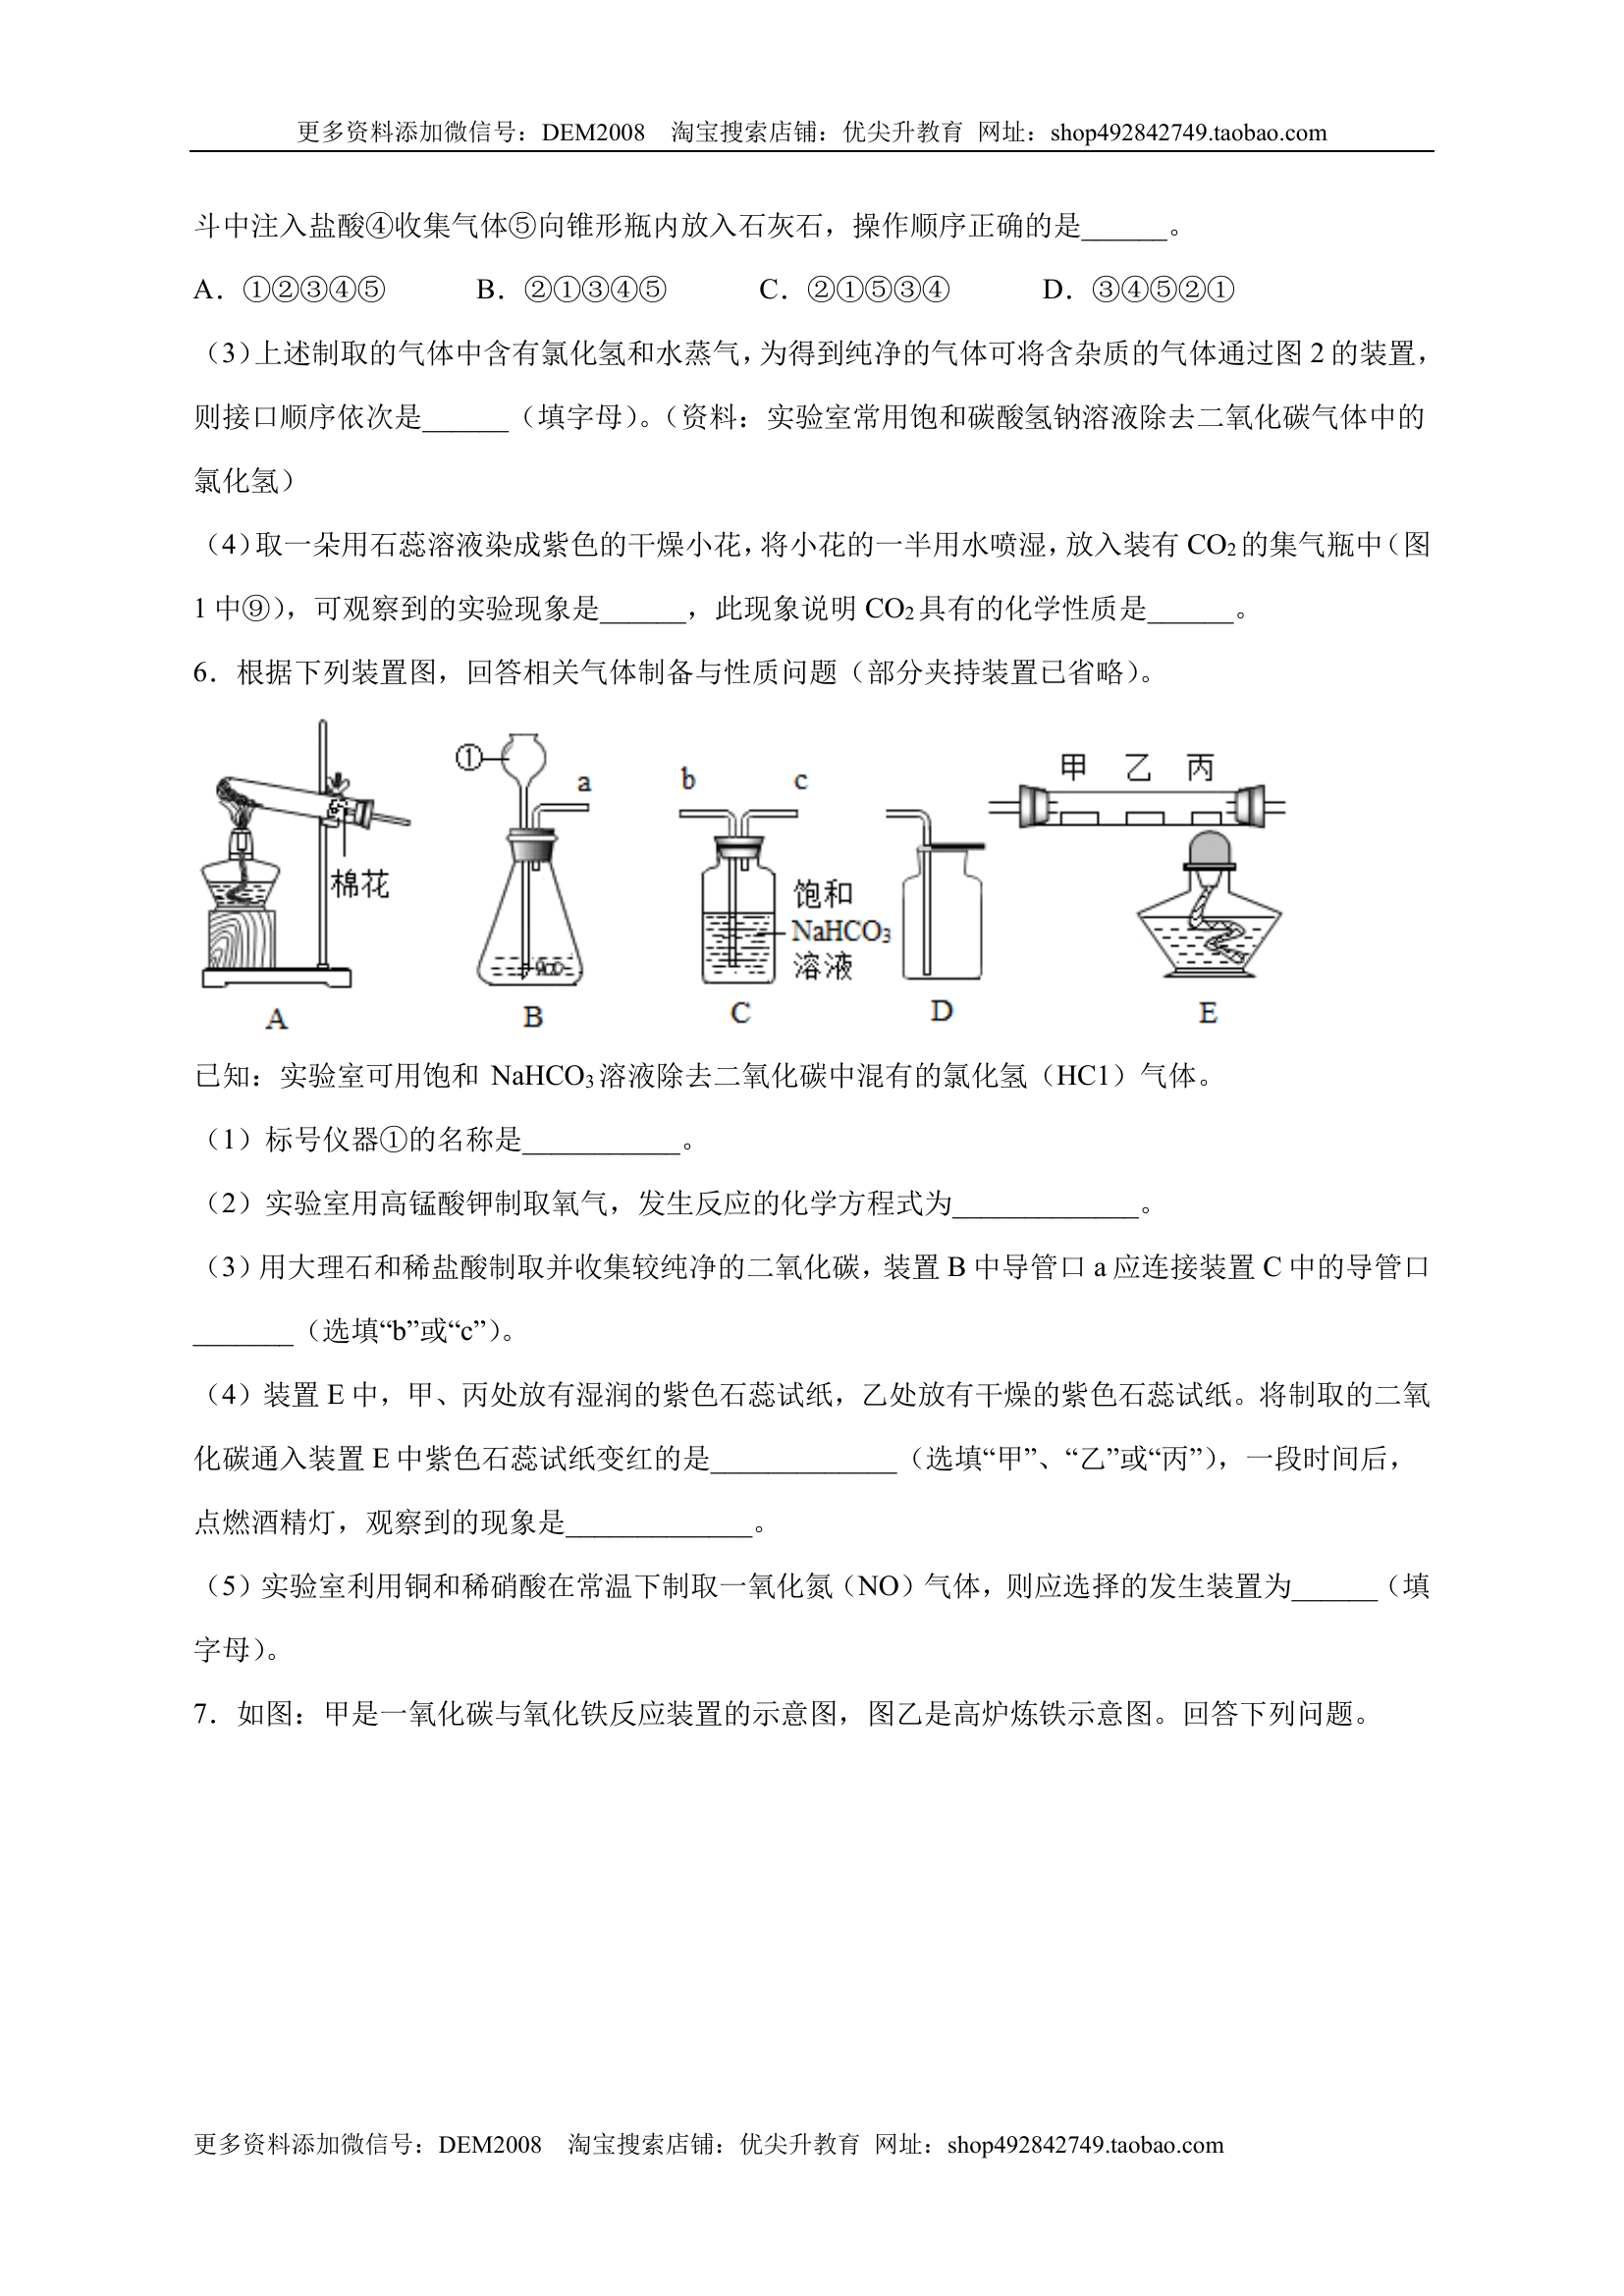 更多资料添加微信号：DEM2008　淘宝搜索店铺：优尖升教育 网址：shop492842749.taobao.com
斗中注入盐酸④收集气体⑤向锥形瓶内放入石灰石，操作顺序正确的是______。
A．①②③④⑤　B．②①③④⑤　C．②①⑤③④　D．③④⑤②①
（3）上述制取的气体中含有氯化氢和水蒸气，为得到纯净的气体可将含杂质的气体通过图 2 的装置，
则接口顺序依次是______（填字母）。（资料：实验室常用饱和碳酸氢钠溶液除去二氧化碳气体中的
氯化氢）
（4）取一朵用石蕊溶液染成紫色的干燥小花，将小花的一半用水喷湿，放入装有 CO₂ 的集气瓶中（图
1 中⑨），可观察到的实验现象是______，此现象说明 CO₂ 具有的化学性质是______。
6．根据下列装置图，回答相关气体制备与性质问题（部分夹持装置已省略）。
甲 乙 丙
① a b c
棉花
饱和
NaHCO₃
溶液
A B C D E
已知：实验室可用饱和 NaHCO₃ 溶液除去二氧化碳中混有的氯化氢（HC1）气体。
（1）标号仪器①的名称是___________。
（2）实验室用高锰酸钾制取氧气，发生反应的化学方程式为_____________。
（3）用大理石和稀盐酸制取并收集较纯净的二氧化碳，装置 B 中导管口 a 应连接装置 C 中的导管口
_______（选填“b”或“c”）。
（4）装置 E 中，甲、丙处放有湿润的紫色石蕊试纸，乙处放有干燥的紫色石蕊试纸。将制取的二氧
化碳通入装置 E 中紫色石蕊试纸变红的是_____________（选填“甲”、“乙”或“丙”），一段时间后，
点燃酒精灯，观察到的现象是_____________。
（5）实验室利用铜和稀硝酸在常温下制取一氧化氮（NO）气体，则应选择的发生装置为______（填
字母）。
7．如图：甲是一氧化碳与氧化铁反应装置的示意图，图乙是高炉炼铁示意图。回答下列问题。
更多资料添加微信号：DEM2008　淘宝搜索店铺：优尖升教育 网址：shop492842749.taobao.com